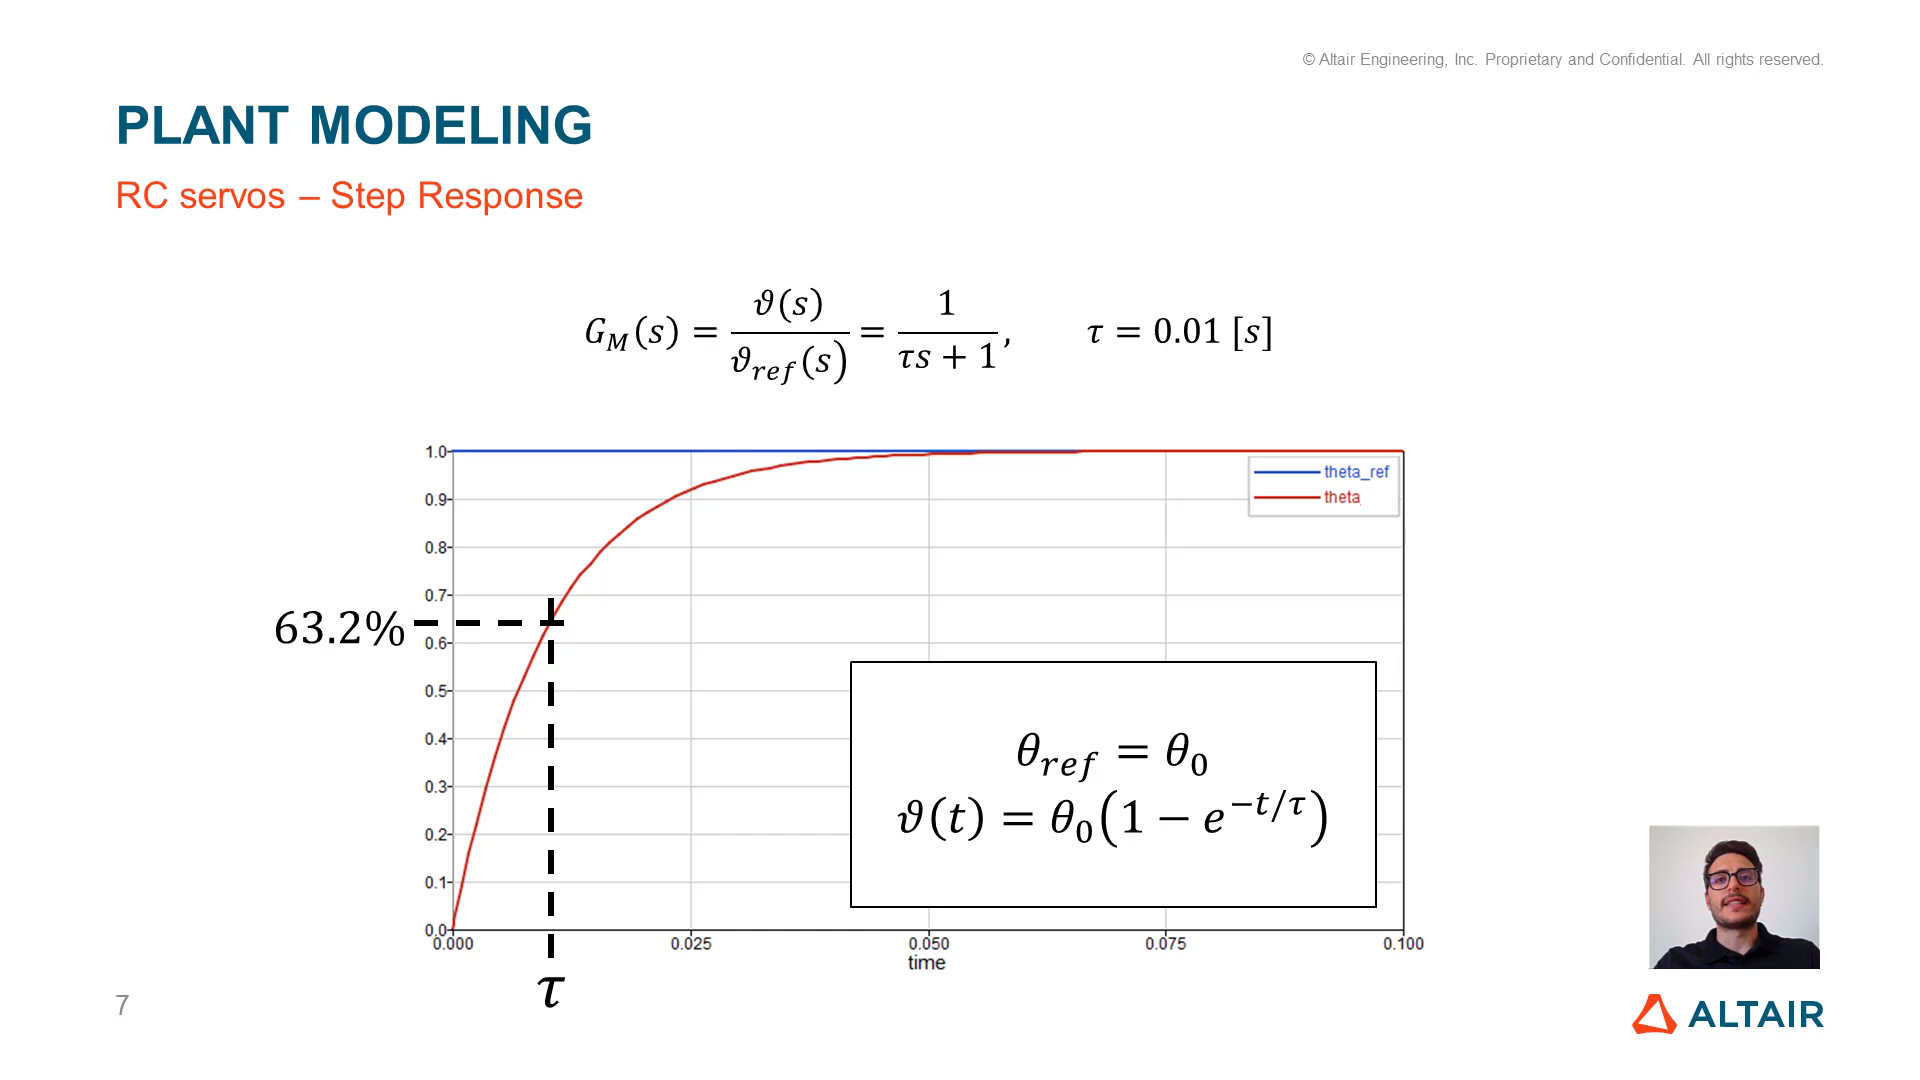 © Altair Engineering, Inc. Proprietary and Confidential. All rights reserved.
PLANT MODELING
RC servos – Step Response
G_M(s) = ϑ(s) / ϑ_ref(s) = 1 / (τs + 1), τ = 0.01 [s]
1.0
0.9
0.8
0.7
0.6
0.5
0.4
0.3
0.2
0.1
0.0
theta_ref
theta
63.2%
θ_ref = θ_0
ϑ(t) = θ_0(1 − e^{−t/τ})
0.000 0.025 0.050 0.075 0.100
time
τ
7
ALTAIR